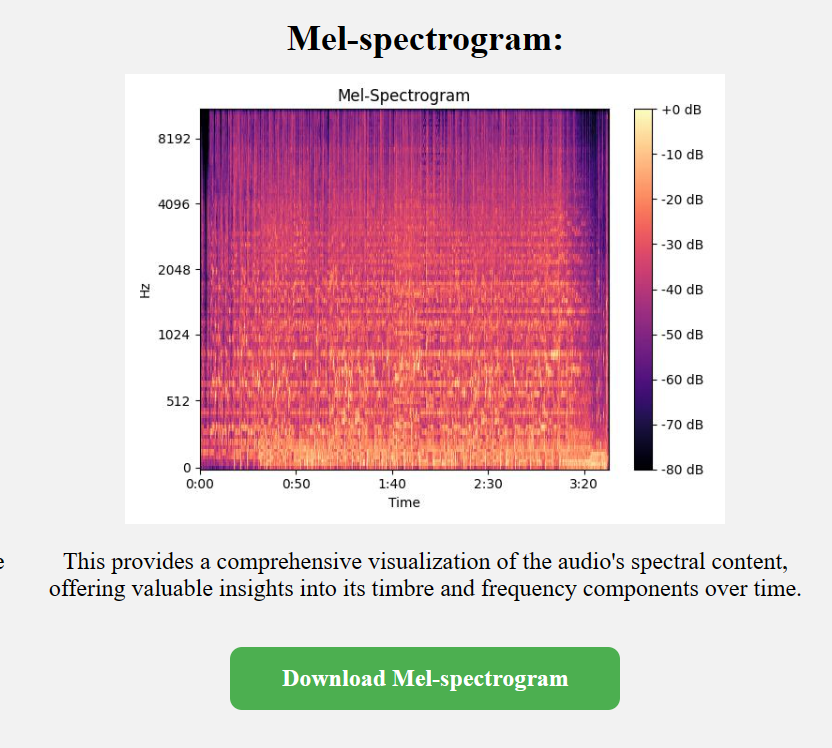 Mel-spectrogram:
Mel-Spectrogram
8192
4096
2048
1024
512
0
Hz
0:00 0:50 1:40 2:30 3:20
Time
+0 dB
-10 dB
-20 dB
-30 dB
-40 dB
-50 dB
-60 dB
-70 dB
-80 dB
e
This provides a comprehensive visualization of the audio's spectral content,
offering valuable insights into its timbre and frequency components over time.
Download Mel-spectrogram